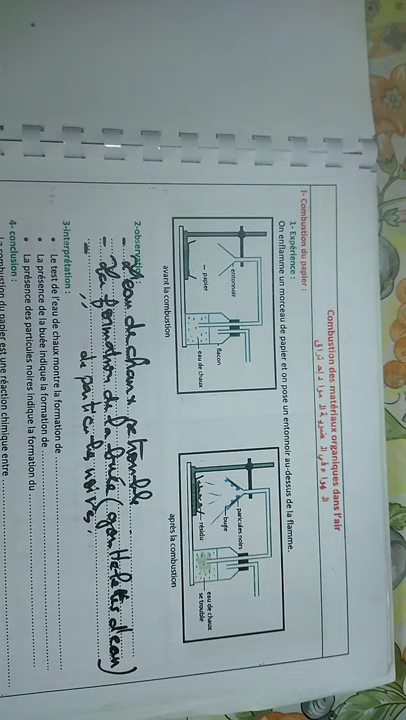 Combustion des matériaux organiques dans l'air
I- Combustion du papier :
1- Expérience :
On enflamme un morceau de papier et on pose un entonnoir au-dessus de la flamme.
entonnoir
papier
flacon
eau de chaux
avant la combustion
particules noirs
buée
résidu
eau de chaux
se trouble
après la combustion
2-observation
- L'eau de chaux se trouble
- La formation de la buée (gouttelettes d'eau)
- // de particules noires.
3-interprétation :
• Le test de l'eau de chaux montre la formation de
• La présence de la buée indique la formation de
• La présence des particules noires indique la formation du
4- conclusion :
La combustion du papier est une réaction chimique entre